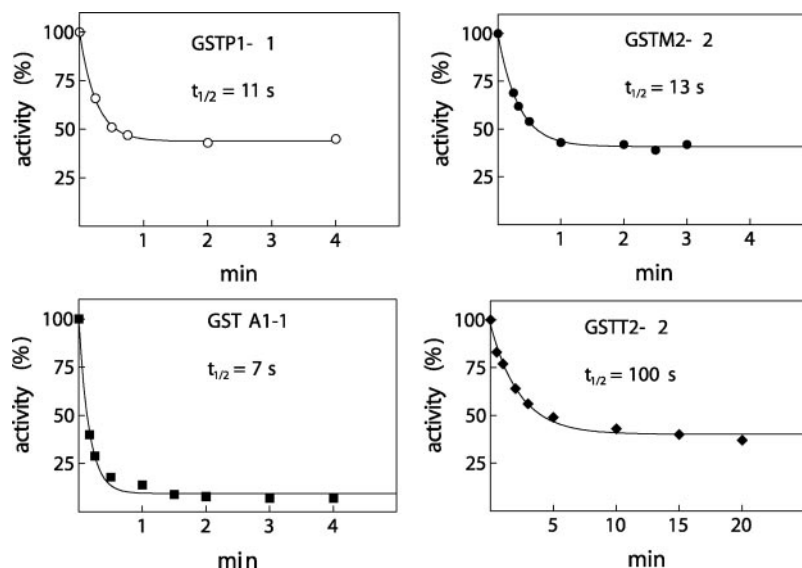 GSTP1- 1
t1/2 = 11 s
activity (%)
100
75
50
25
1 2 3 4
min
GSTM2- 2
t1/2 = 13 s
activity (%)
100
75
50
25
1 2 3 4
min
GST A1-1
t1/2 = 7 s
activity (%)
100
75
50
25
1 2 3 4
min
GSTT2- 2
t1/2 = 100 s
activity (%)
100
75
50
25
5 10 15 20
min